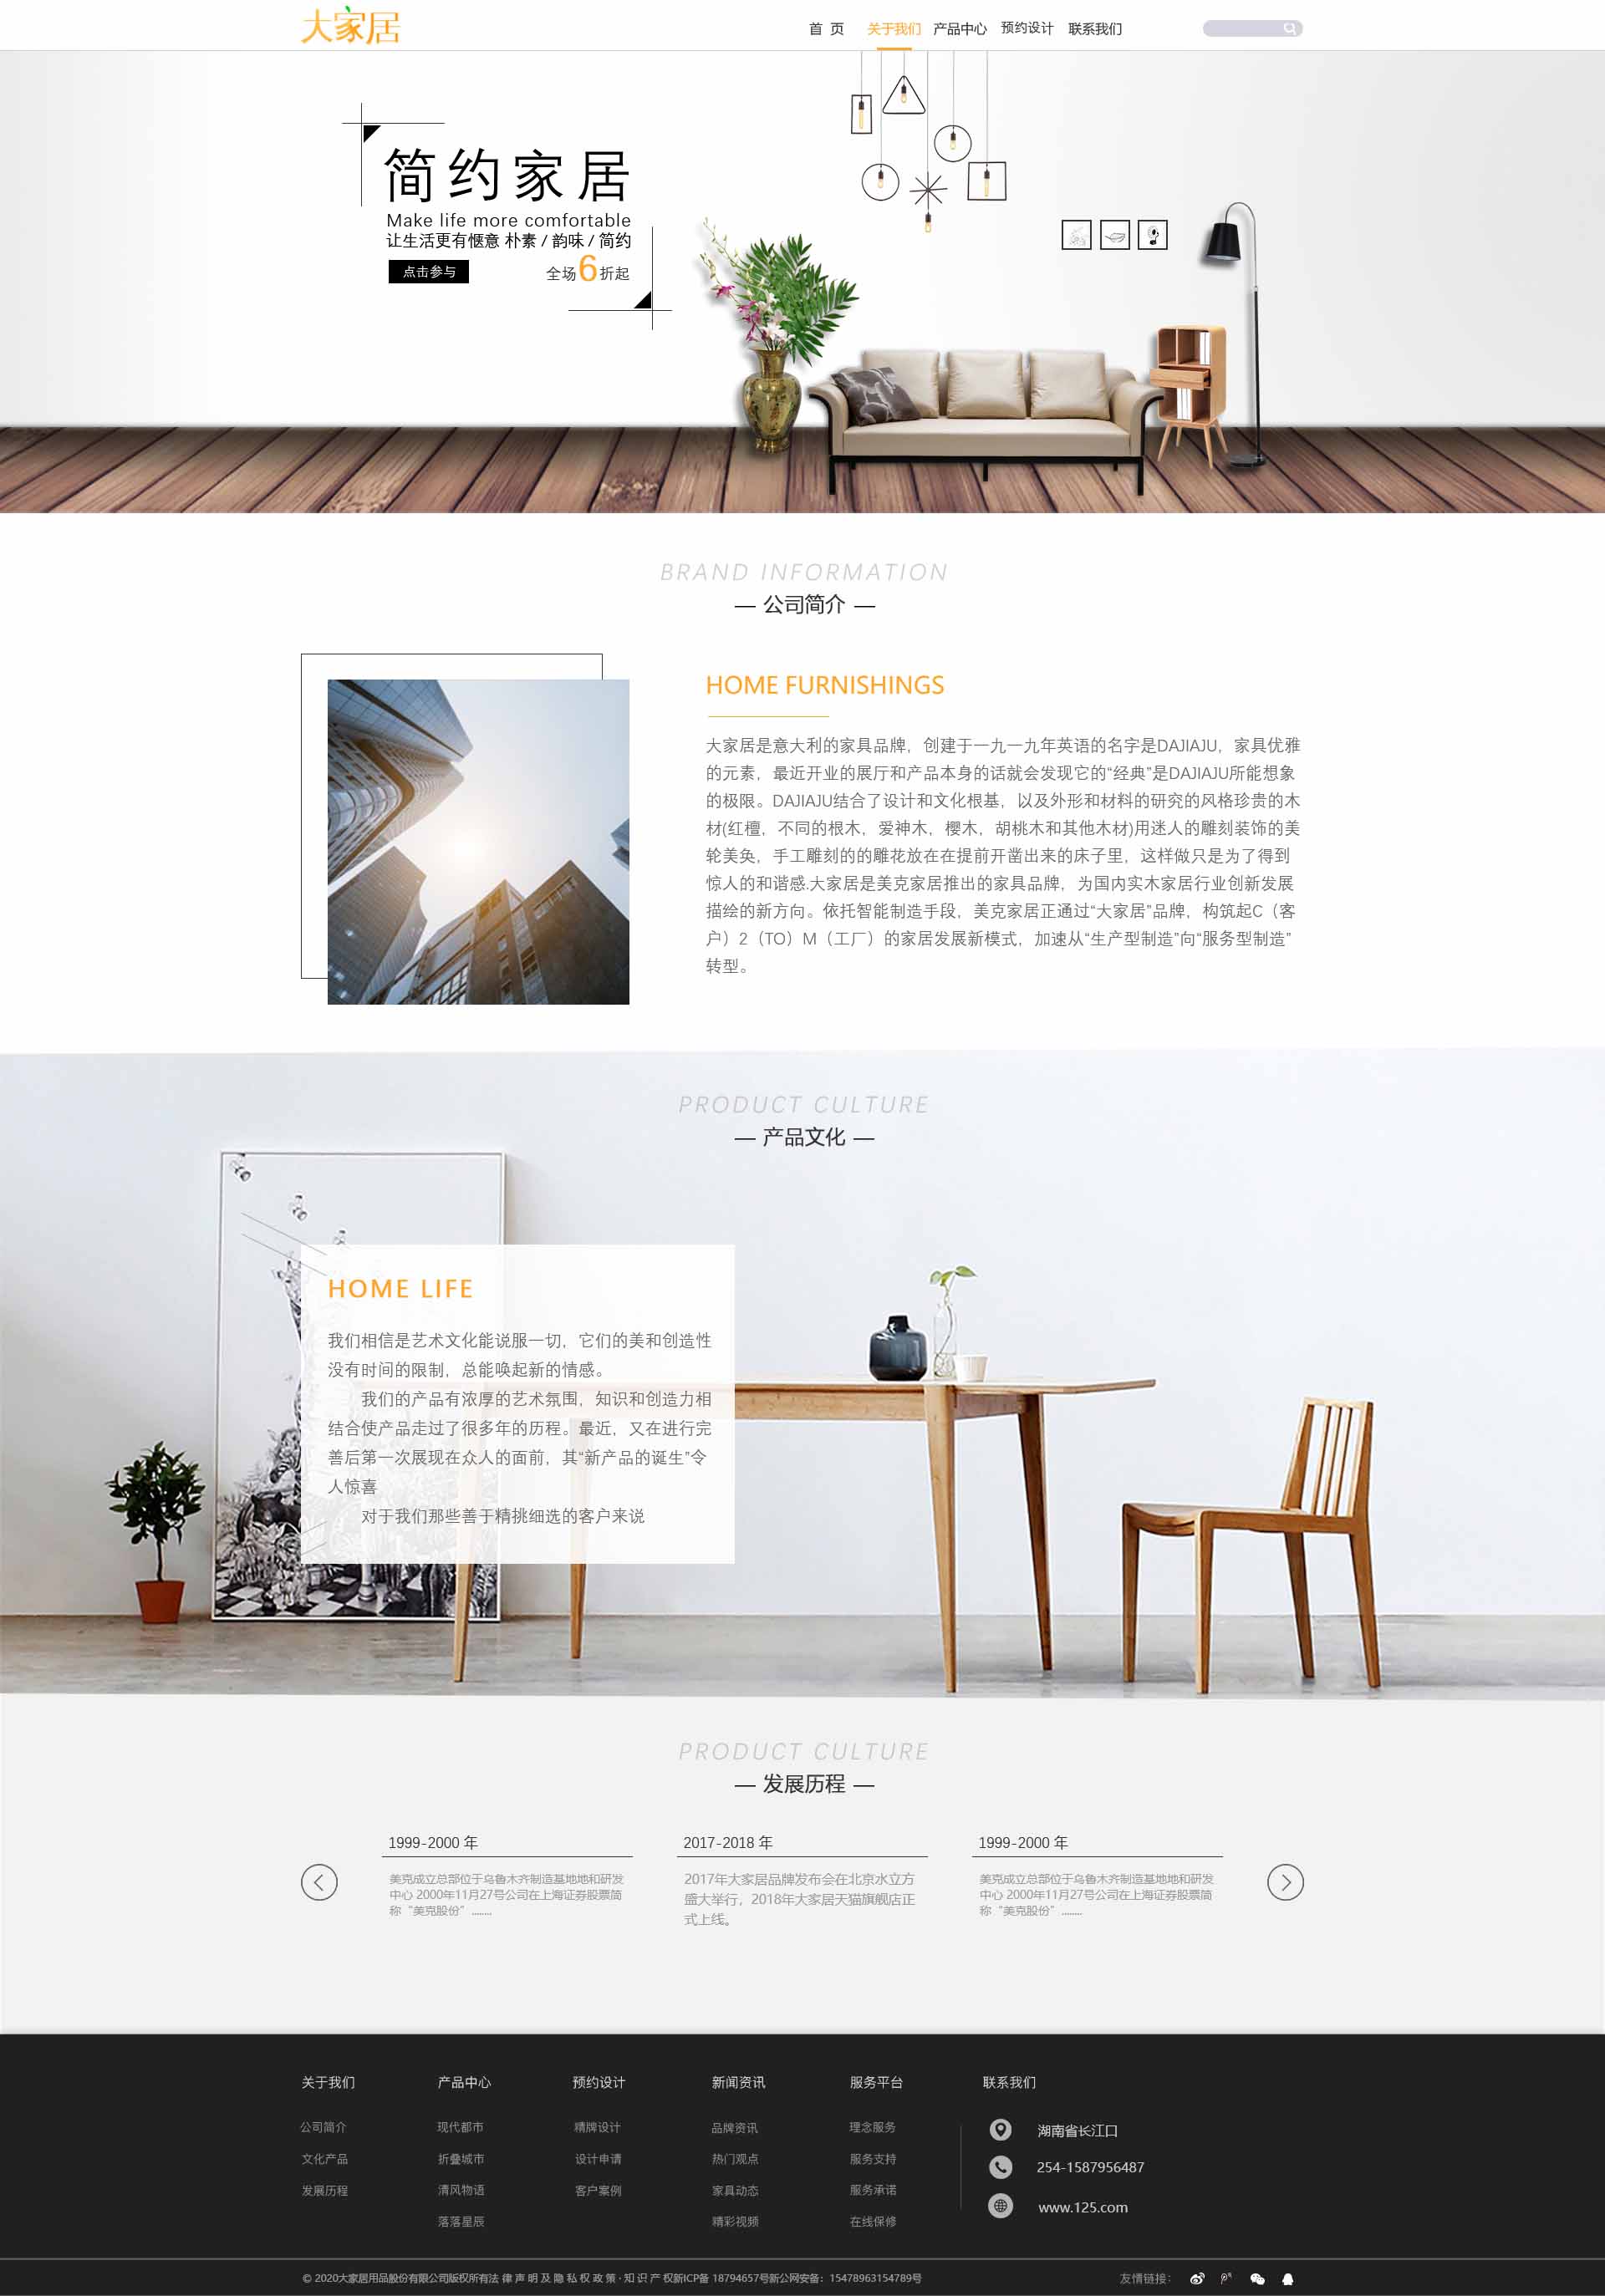 大家居
首 页 关于我们 产品中心 预约设计 联系我们
简约家居
Make life more comfortable
让生活更有惬意 朴素 / 韵味 / 简约
点击参与 全场6折起
BRAND INFORMATION
— 公司简介 —
HOME FURNISHINGS
大家居是意大利的家具品牌，创建于一九一九年英语的名字是DAJIAJU，家具优雅
的元素，最近开业的展厅和产品本身的话就会发现它的“经典”是DAJIAJU所能想象
的极限。DAJIAJU结合了设计和文化根基，以及外形和材料的研究的风格珍贵的木
材(红檀，不同的根木，爱神木，樱木，胡桃木和其他木材)用迷人的雕刻装饰的美
轮美奂，手工雕刻的的雕花放在在提前开凿出来的床子里，这样做只是为了得到
惊人的和谐感.大家居是美克家居推出的家具品牌，为国内实木家居行业创新发展
描绘的新方向。依托智能制造手段，美克家居正通过“大家居”品牌，构筑起C（客
户）2（TO）M（工厂）的家居发展新模式，加速从“生产型制造”向“服务型制造”
转型。
PRODUCT CULTURE
— 产品文化 —
HOME LIFE
我们相信是艺术文化能说服一切，它们的美和创造性
没有时间的限制，总能唤起新的情感。
我们的产品有浓厚的艺术氛围，知识和创造力相
结合使产品走过了很多年的历程。最近，又在进行完
善后第一次展现在众人的面前，其“新产品的诞生”令
人惊喜
对于我们那些善于精挑细选的客户来说
PRODUCT CULTURE
— 发展历程 —
1999-2000 年
美克成立总部位于乌鲁木齐制造基地地和研发
中心 2000年11月27号公司在上海证券股票简
称“美克股份”........
2017-2018 年
2017年大家居品牌发布会在北京水立方
盛大举行，2018年大家居天猫旗舰店正
式上线。
1999-2000 年
美克成立总部位于乌鲁木齐制造基地地和研发
中心 2000年11月27号公司在上海证券股票简
称“美克股份”........
关于我们
公司简介
文化产品
发展历程
产品中心
现代都市
折叠城市
清风物语
落落星辰
预约设计
精牌设计
设计申请
客户案例
新闻资讯
品牌资讯
热门观点
家具动态
精彩视频
服务平台
理念服务
服务支持
服务承诺
在线保修
联系我们
湖南省长江口
254-1587956487
www.125.com
© 2020大家居用品股份有限公司版权所有法 律 声 明 及 隐 私 权 政 策 · 知 识 产 权新ICP备 18794657号新公网安备：15478963154789号
友情链接：